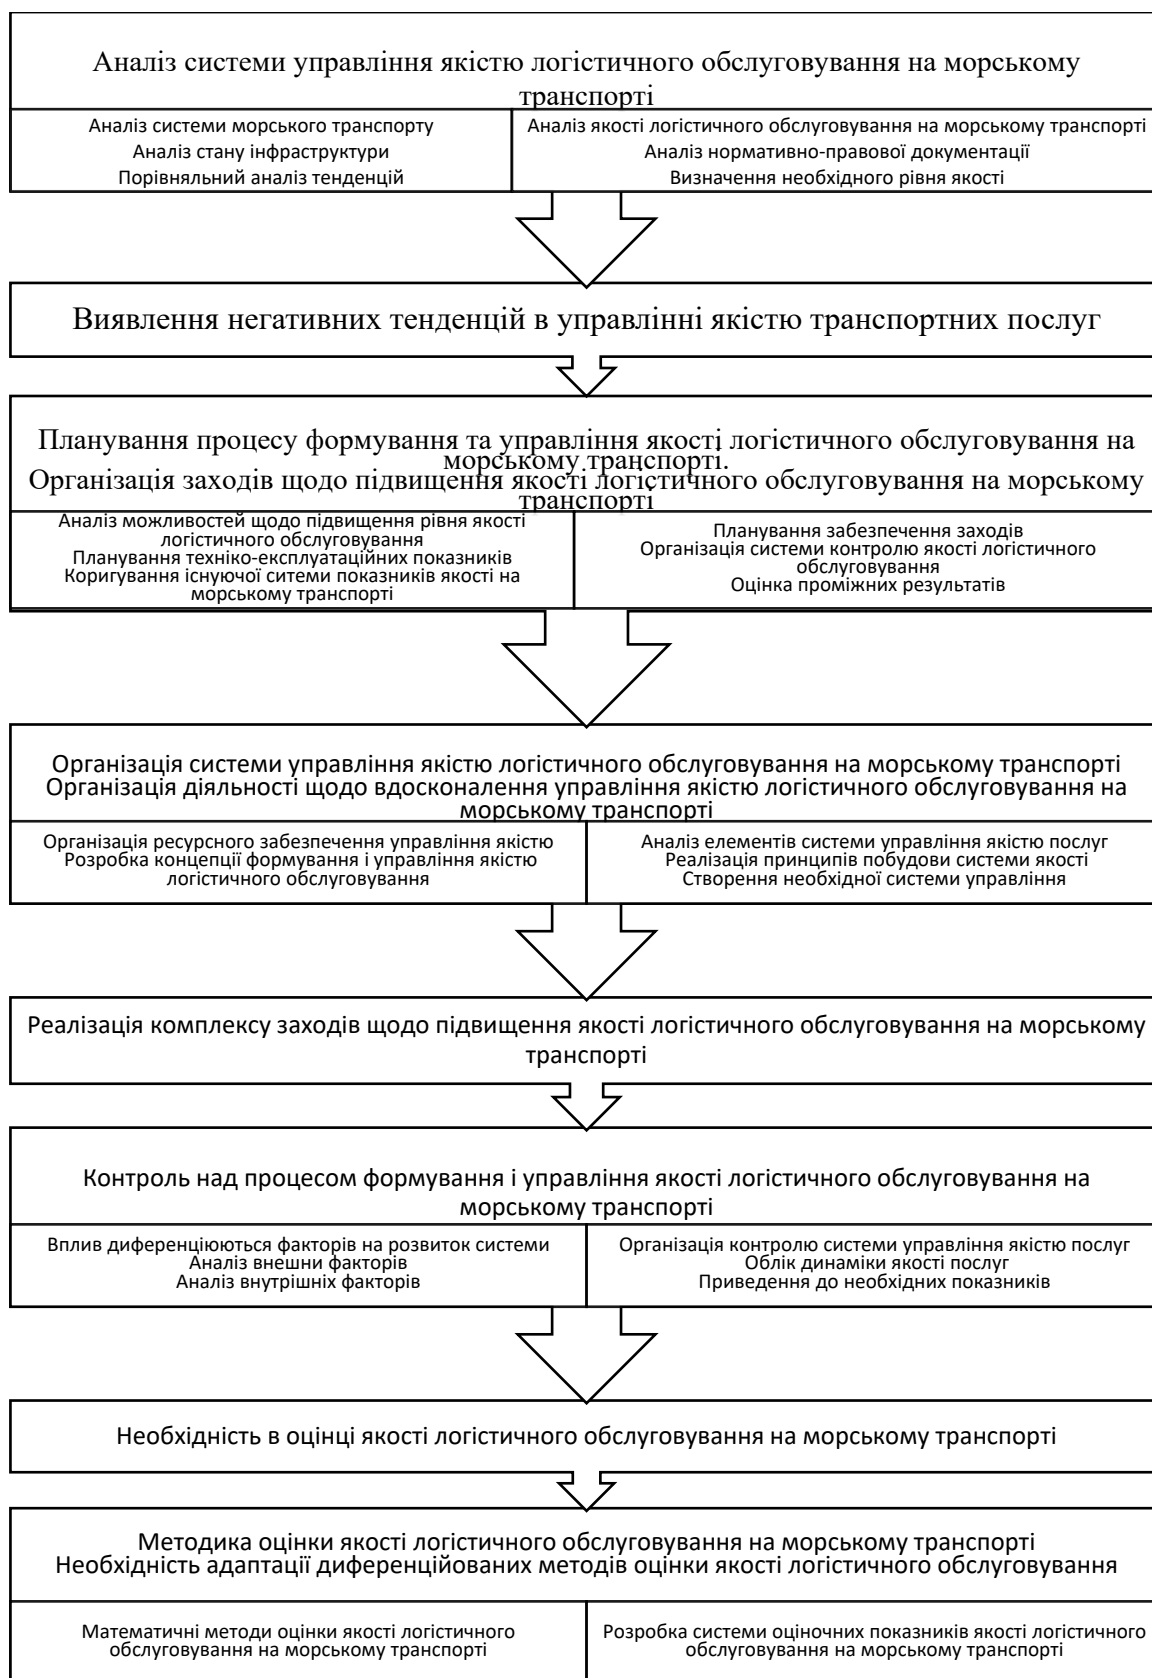 Аналіз системи управління якістю логістичного обслуговування на морському
транспорті
Аналіз системи морського транспорту
Аналіз стану інфраструктури
Порівняльний аналіз тенденцій
Аналіз якості логістичного обслуговування на морському транспорті
Аналіз нормативно-правової документації
Визначення необхідного рівня якості
Виявлення негативних тенденцій в управлінні якістю транспортних послуг
Планування процесу формування та управління якості логістичного обслуговування на
морському транспорті.
Організація заходів щодо підвищення якості логістичного обслуговування на морському
транспорті
Аналіз можливостей щодо підвищення рівня якості
логістичного обслуговування
Планування техніко-експлуатаційних показників
Коригування існуючої ситеми показників якості на
морському транспорті
Планування забезпечення заходів
Організація системи контролю якості логістичного
обслуговування
Оцінка проміжних результатів
Організація системи управління якістю логістичного обслуговування на морському транспорті
Організація діяльності щодо вдосконалення управління якістю логістичного обслуговування на
морському транспорті
Організація ресурсного забезпечення управління якістю
Розробка концепції формування і управління якістю
логістичного обслуговування
Аналіз елементів системи управління якістю послуг
Реалізація принципів побудови системи якості
Створення необхідної системи управління
Реалізація комплексу заходів щодо підвищення якості логістичного обслуговування на морському
транспорті
Контроль над процесом формування і управління якості логістичного обслуговування на
морському транспорті
Вплив диференціюються факторів на розвиток системи
Аналіз внешни факторів
Аналіз внутрішніх факторів
Організація контролю системи управління якістю послуг
Облік динаміки якості послуг
Приведення до необхідних показників
Необхідність в оцінці якості логістичного обслуговування на морському транспорті
Методика оцінки якості логістичного обслуговування на морському транспорті
Необхідність адаптації диференційованих методів оцінки якості логістичного обслуговування
Математичні методи оцінки якості логістичного
обслуговування на морському транспорті
Розробка системи оціночних показників якості логістичного
обслуговування на морському транспорті